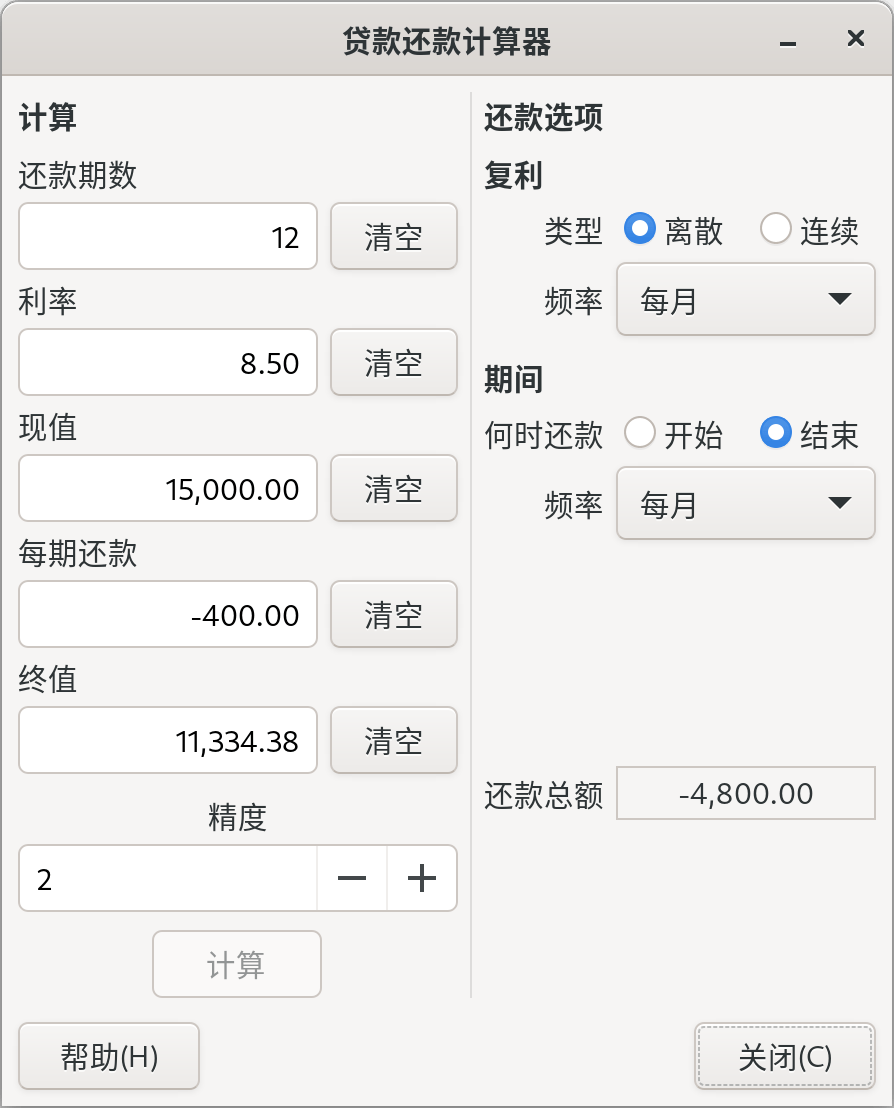 贷款还款计算器
计算
还款期数
12 清空
利率
8.50 清空
现值
15,000.00 清空
每期还款
-400.00 清空
终值
11,334.38 清空
精度
2
计算
还款选项
复利
类型 离散 连续
频率 每月
期间
何时还款 开始 结束
频率 每月
还款总额 -4,800.00
帮助(H) 关闭(C)